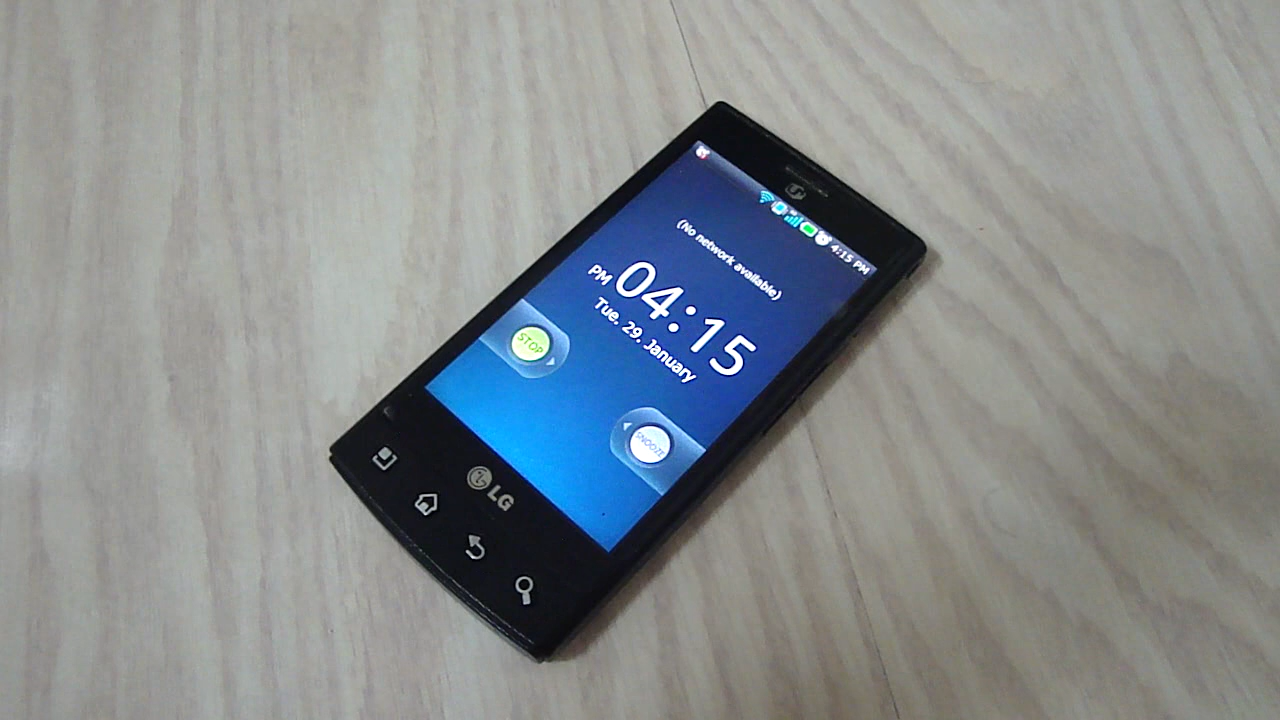 4:15 PM
(No network available)
PM 04:15
Tue. 29. January
STOP
SNOOZE
LG